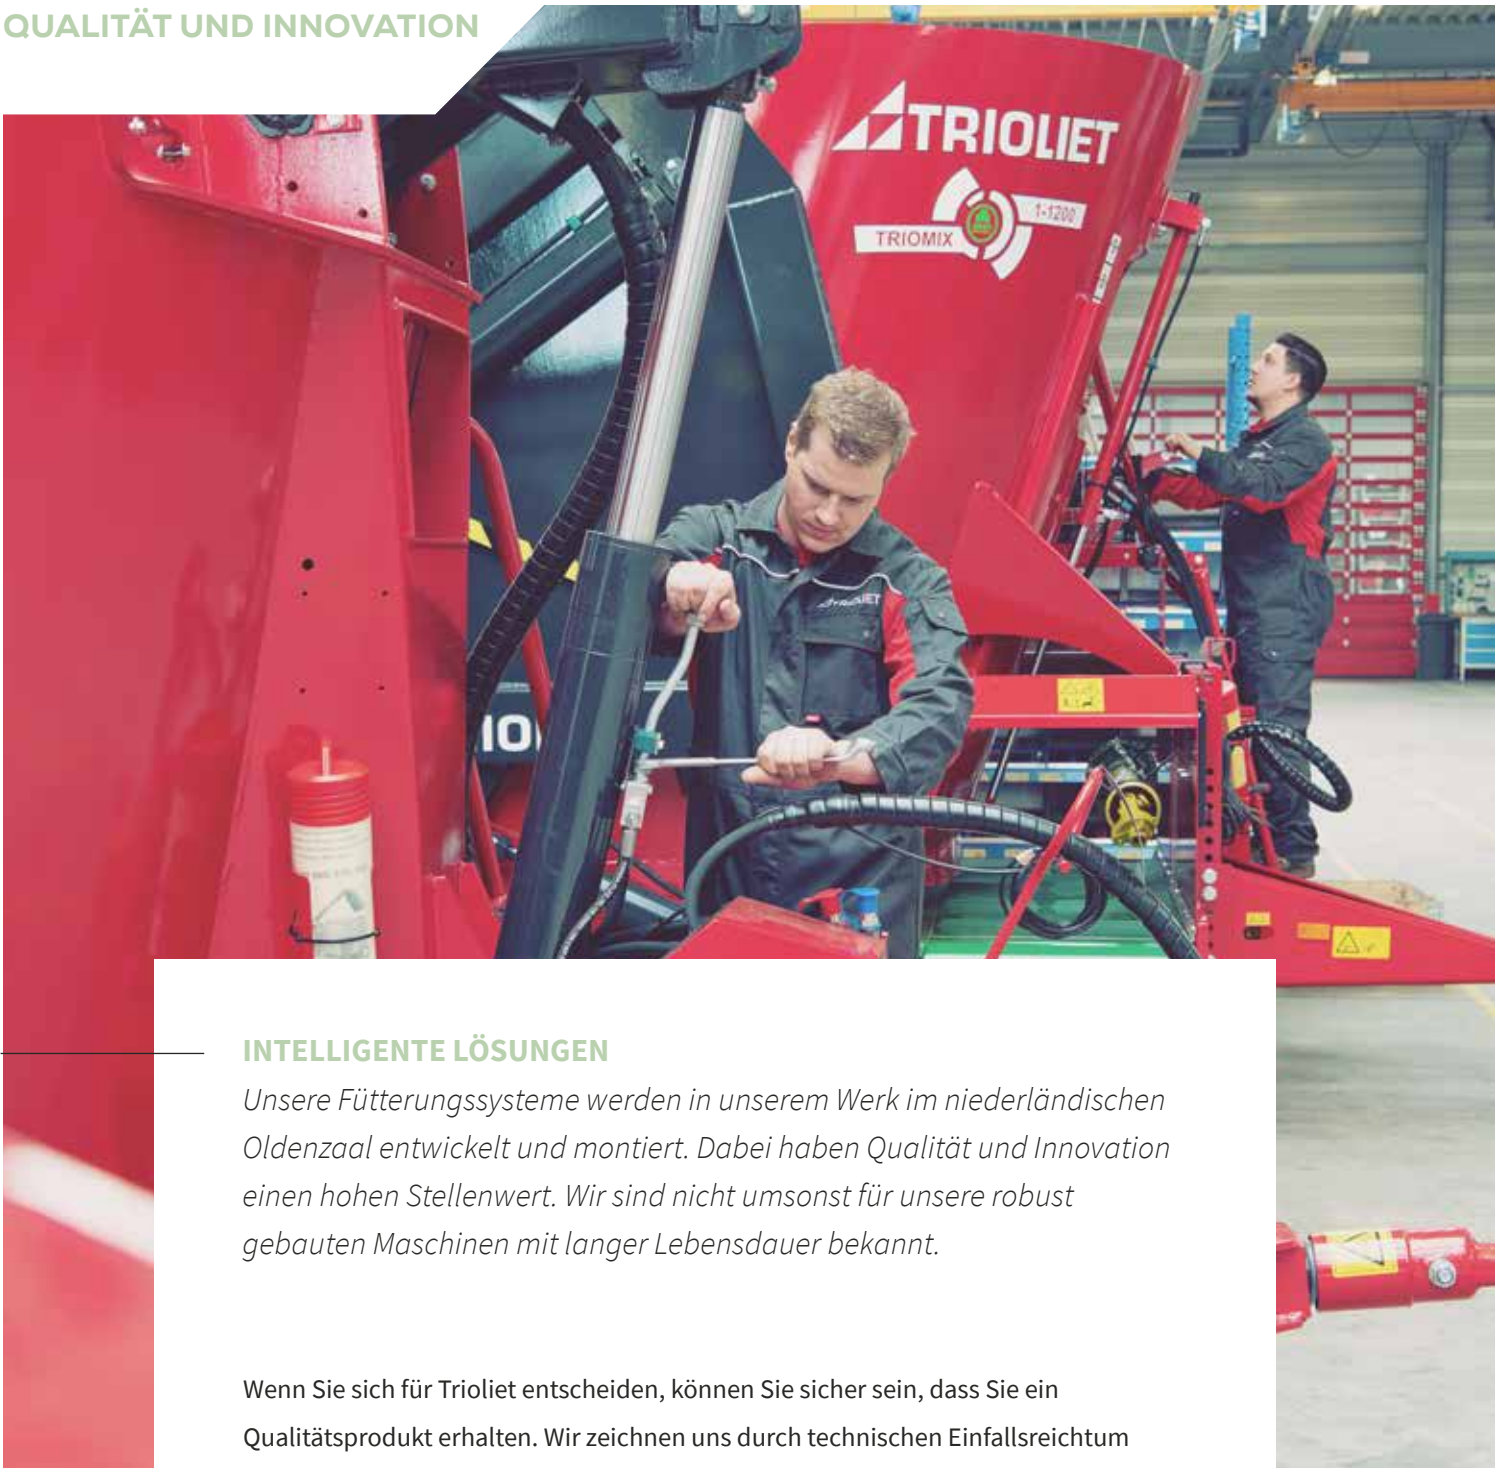 QUALITÄT UND INNOVATION
TRIOLIET
1-1200
TRIOMIX
TRIOLIET
IO
INTELLIGENTE LÖSUNGEN
Unsere Fütterungssysteme werden in unserem Werk im niederländischen
Oldenzaal entwickelt und montiert. Dabei haben Qualität und Innovation
einen hohen Stellenwert. Wir sind nicht umsonst für unsere robust
gebauten Maschinen mit langer Lebensdauer bekannt.
Wenn Sie sich für Trioliet entscheiden, können Sie sicher sein, dass Sie ein
Qualitätsprodukt erhalten. Wir zeichnen uns durch technischen Einfallsreichtum